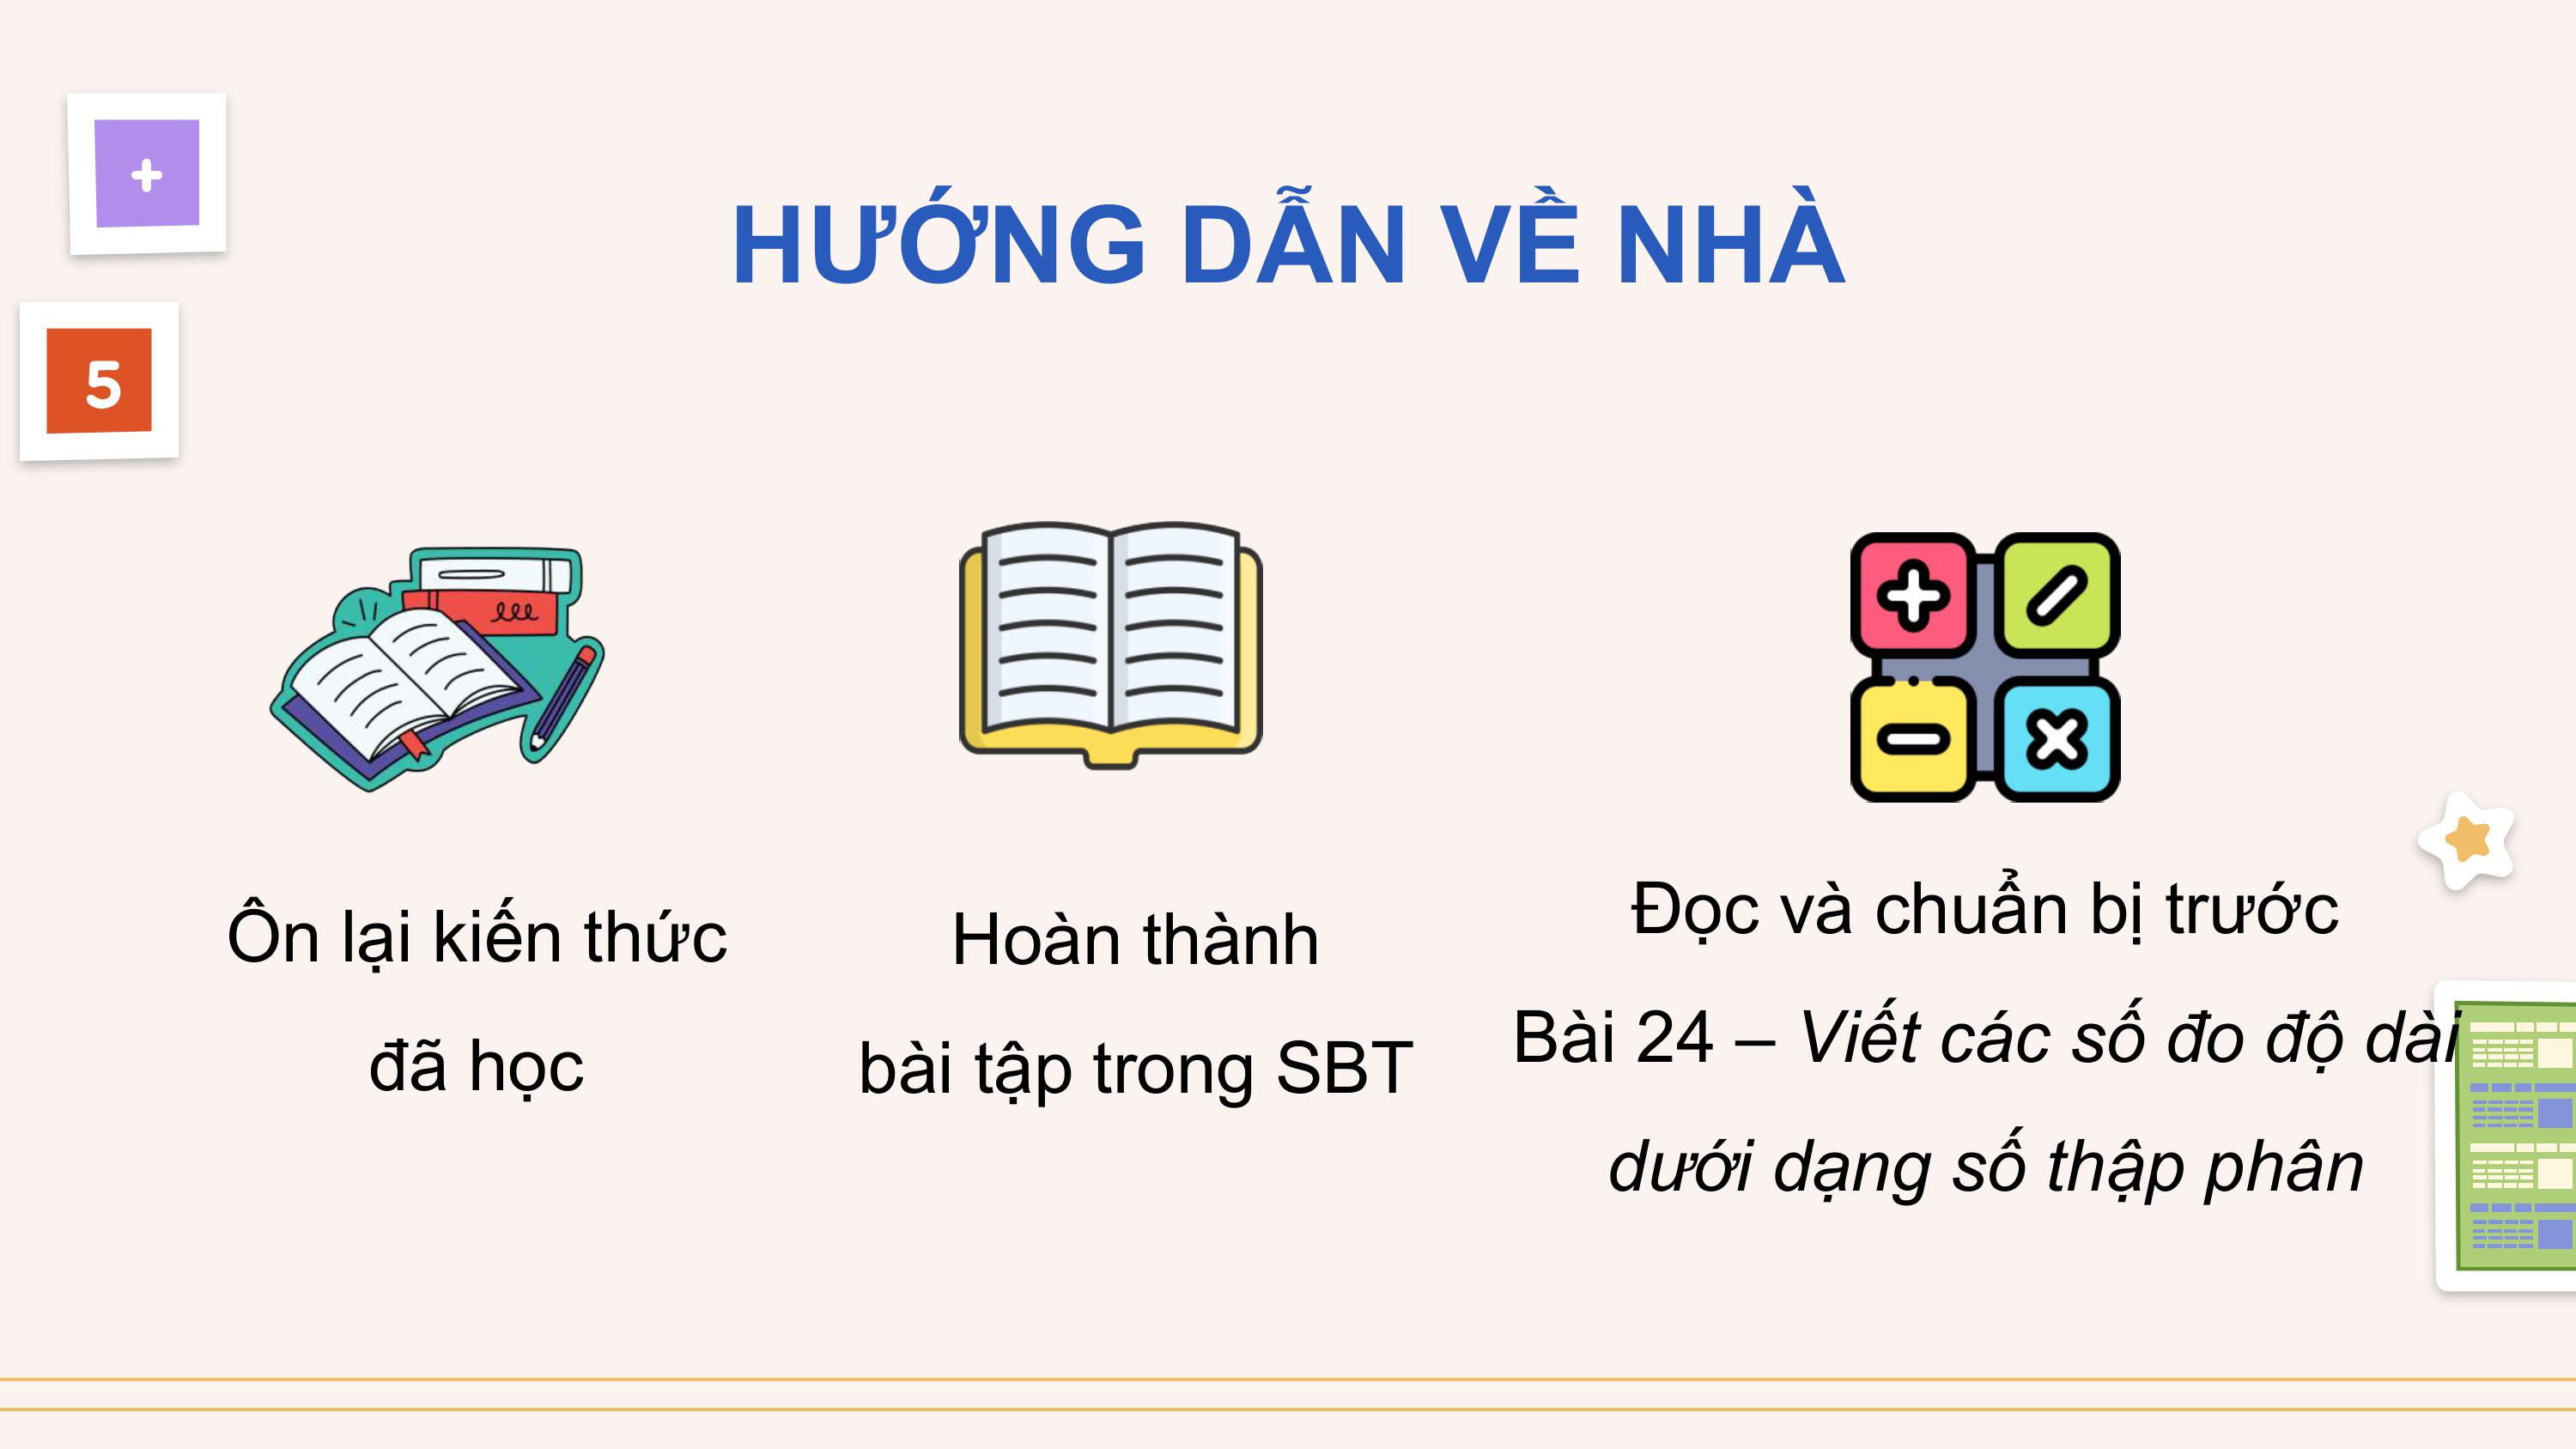 +
5
HƯỚNG DẪN VỀ NHÀ
Ôn lại kiến thức
đã học
Hoàn thành
bài tập trong SBT
Đọc và chuẩn bị trước
Bài 24 – Viết các số đo độ dài
dưới dạng số thập phân